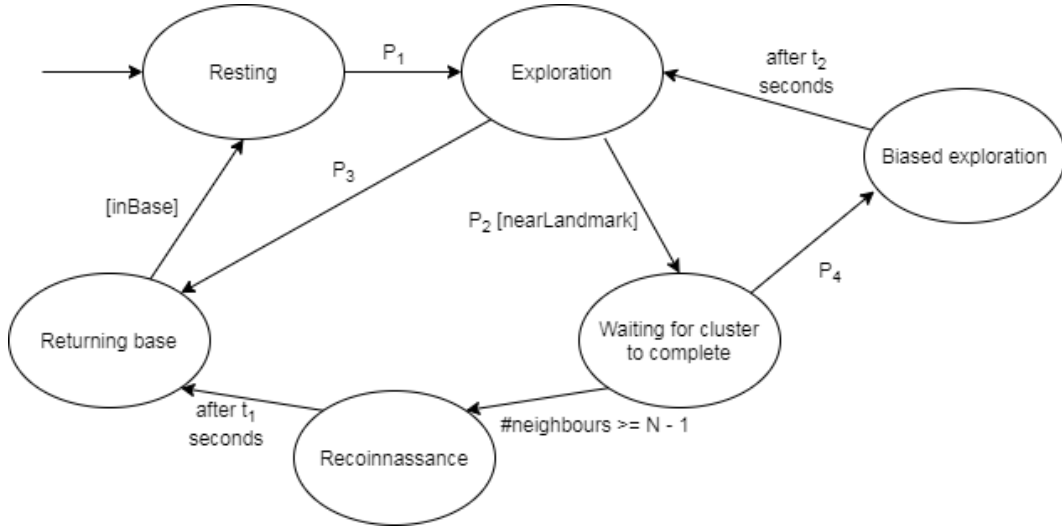 Resting
P1
Exploration
after t2
seconds
Biased exploration
P3
[inBase]
P2 [nearLandmark]
P4
Returning base
Waiting for cluster
to complete
after t1
seconds
#neighbours >= N - 1
Recoinnassance